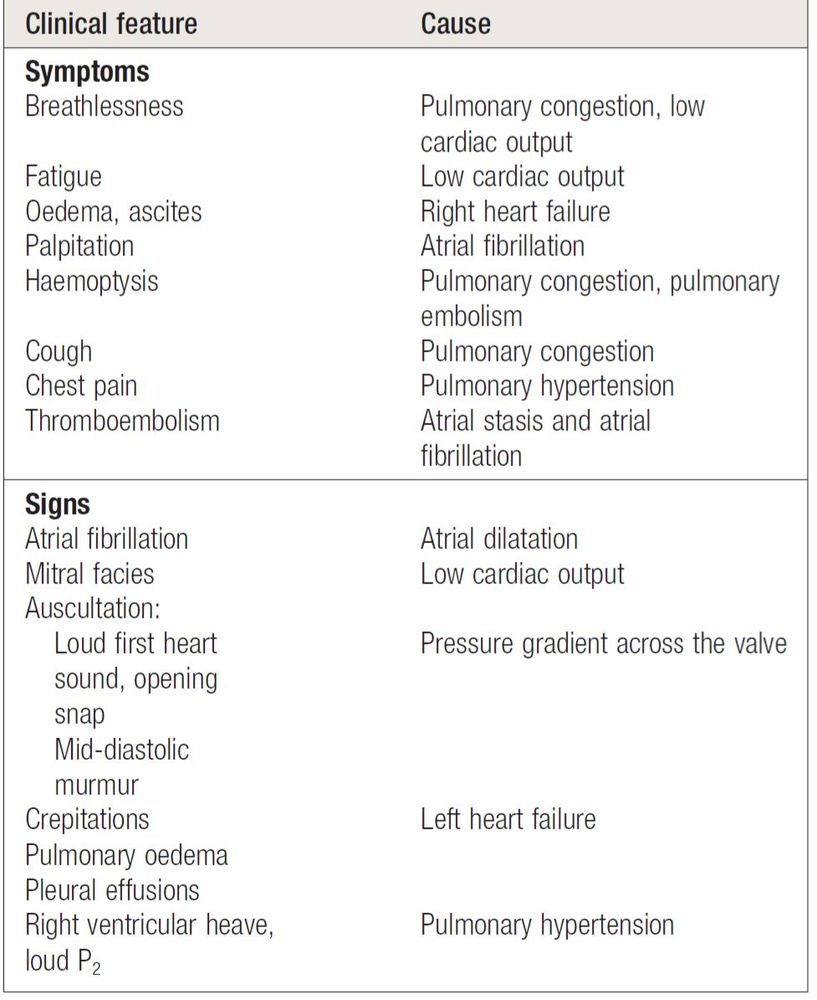 Clinical feature Cause
Symptoms
Breathlessness Pulmonary congestion, low
cardiac output
Fatigue Low cardiac output
Oedema, ascites Right heart failure
Palpitation Atrial fibrillation
Haemoptysis Pulmonary congestion, pulmonary
embolism
Cough Pulmonary congestion
Chest pain Pulmonary hypertension
Thromboembolism Atrial stasis and atrial
fibrillation
Signs
Atrial fibrillation Atrial dilatation
Mitral facies Low cardiac output
Auscultation:
Loud first heart Pressure gradient across the valve
sound, opening
snap
Mid-diastolic
murmur
Crepitations Left heart failure
Pulmonary oedema
Pleural effusions
Right ventricular heave, Pulmonary hypertension
loud P₂